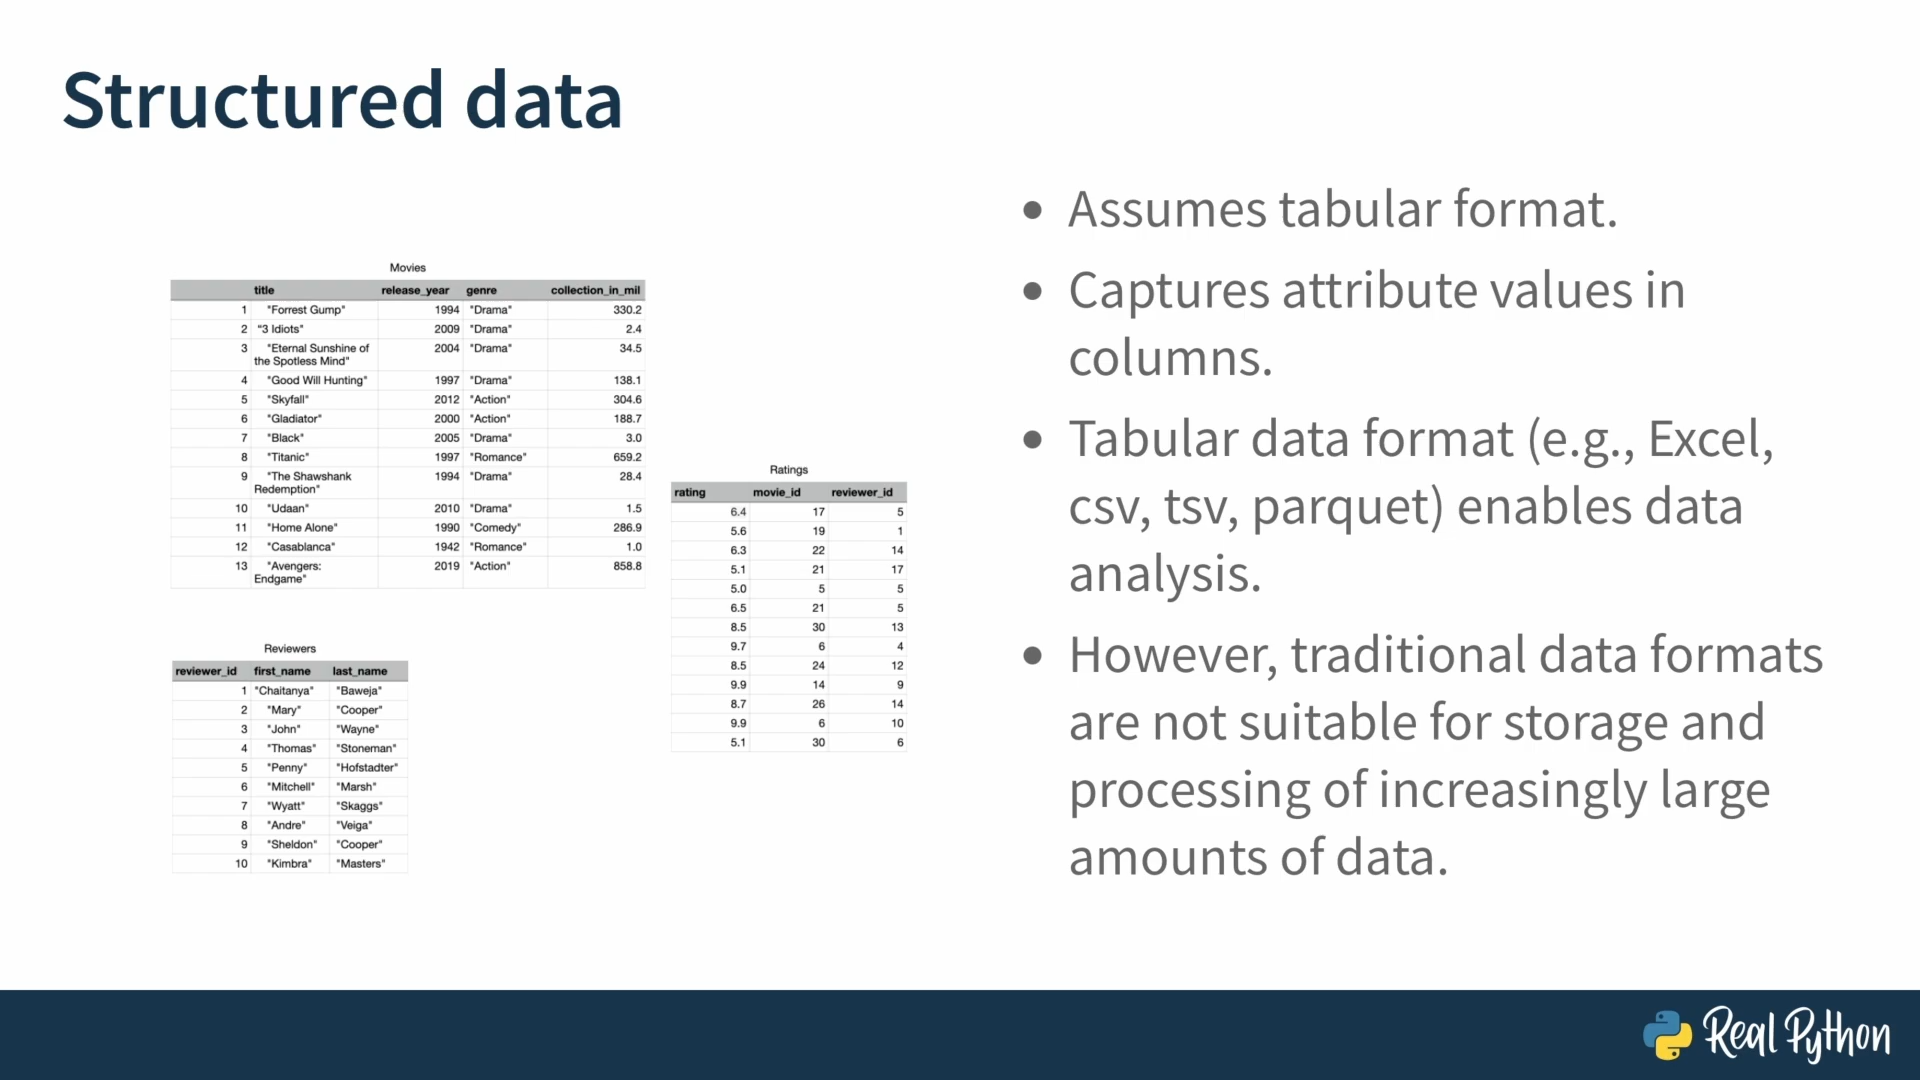 Structured data
Movies
title release_year genre collection_in_mil
1 "Forrest Gump" 1994 "Drama" 330.2
2 "3 Idiots" 2009 "Drama" 2.4
3 "Eternal Sunshine of 2004 "Drama" 34.5
the Spotless Mind"
4 "Good Will Hunting" 1997 "Drama" 138.1
5 "Skyfall" 2012 "Action" 304.6
6 "Gladiator" 2000 "Action" 188.7
7 "Black" 2005 "Drama" 3.0
8 "Titanic" 1997 "Romance" 659.2
9 "The Shawshank 1994 "Drama" 28.4
Redemption"
10 "Udaan" 2010 "Drama" 1.5
11 "Home Alone" 1990 "Comedy" 286.9
12 "Casablanca" 1942 "Romance" 1.0
13 "Avengers: 2019 "Action" 858.8
Endgame"
Reviewers
reviewer_id first_name last_name
1 "Chaitanya" "Baweja"
2 "Mary" "Cooper"
3 "John" "Wayne"
4 "Thomas" "Stoneman"
5 "Penny" "Hofstadter"
6 "Mitchell" "Marsh"
7 "Wyatt" "Skaggs"
8 "Andre" "Veiga"
9 "Sheldon" "Cooper"
10 "Kimbra" "Masters"
Ratings
rating movie_id reviewer_id
6.4 17 5
5.6 19 1
6.3 22 14
5.1 21 17
5.0 5 5
6.5 21 5
8.5 30 13
9.7 6 4
8.5 24 12
9.9 14 9
8.7 26 14
9.9 6 10
5.1 30 6
• Assumes tabular format.
• Captures attribute values in
columns.
• Tabular data format (e.g., Excel,
csv, tsv, parquet) enables data
analysis.
• However, traditional data formats
are not suitable for storage and
processing of increasingly large
amounts of data.
Real Python